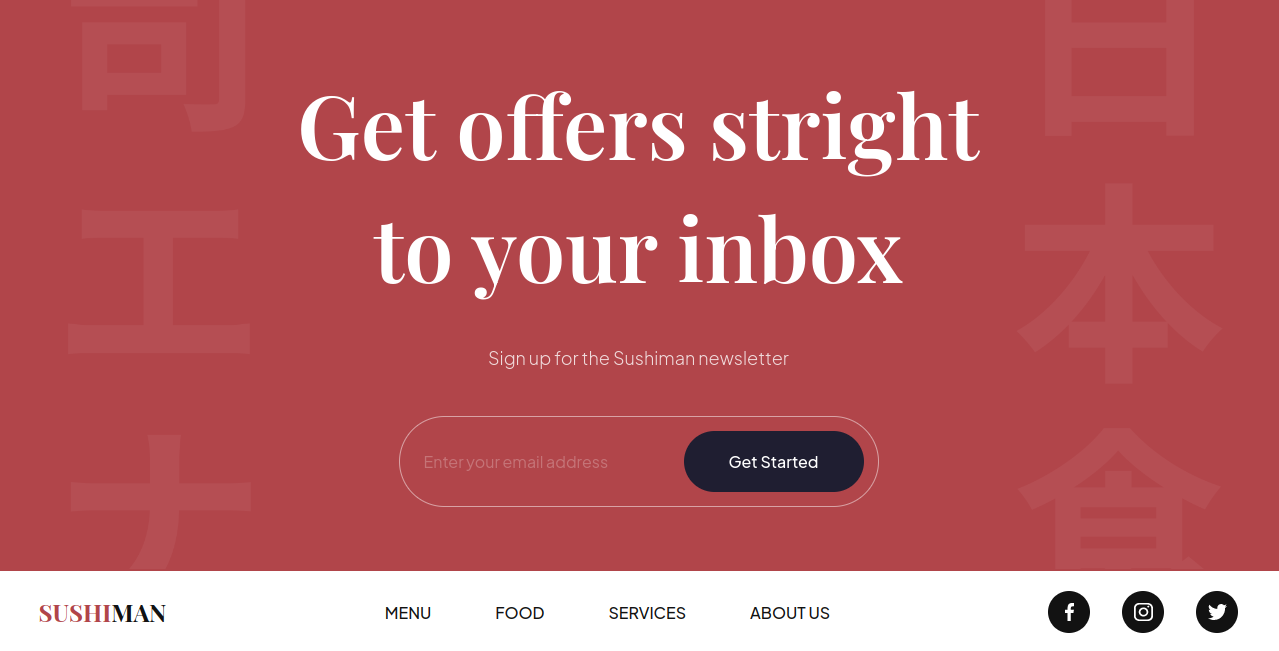 司
日
Get offers stright
工
本
to your inbox
Sign up for the Sushiman newsletter
ナ
食
Enter your email address
Get Started
SUSHIMAN
MENU
FOOD
SERVICES
ABOUT US